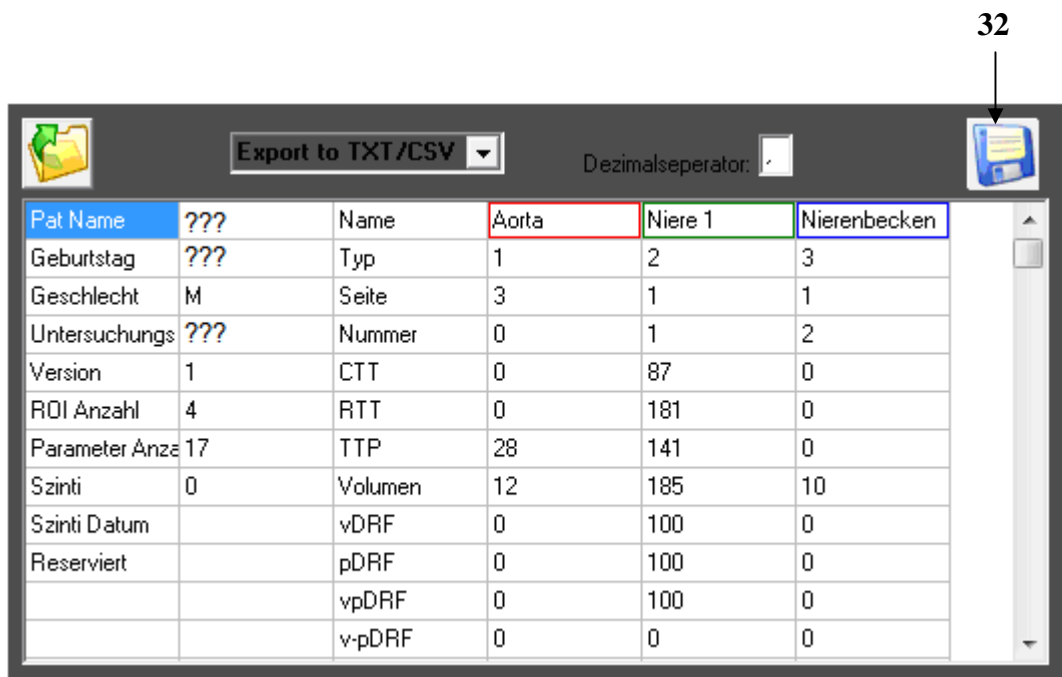 32
Export to TXT/CSV Dezimalseperator: ,
Pat Name ??? Name Aorta Niere 1 Nierenbecken
Geburtstag ??? Typ 1 2 3
Geschlecht M Seite 3 1 1
Untersuchungs ??? Nummer 0 1 2
Version 1 CTT 0 87 0
ROI Anzahl 4 RTT 0 181 0
Parameter Anza 17 TTP 28 141 0
Szinti 0 Volumen 12 185 10
Szinti Datum vDRF 0 100 0
Reserviert pDRF 0 100 0
vpDRF 0 100 0
v-pDRF 0 0 0